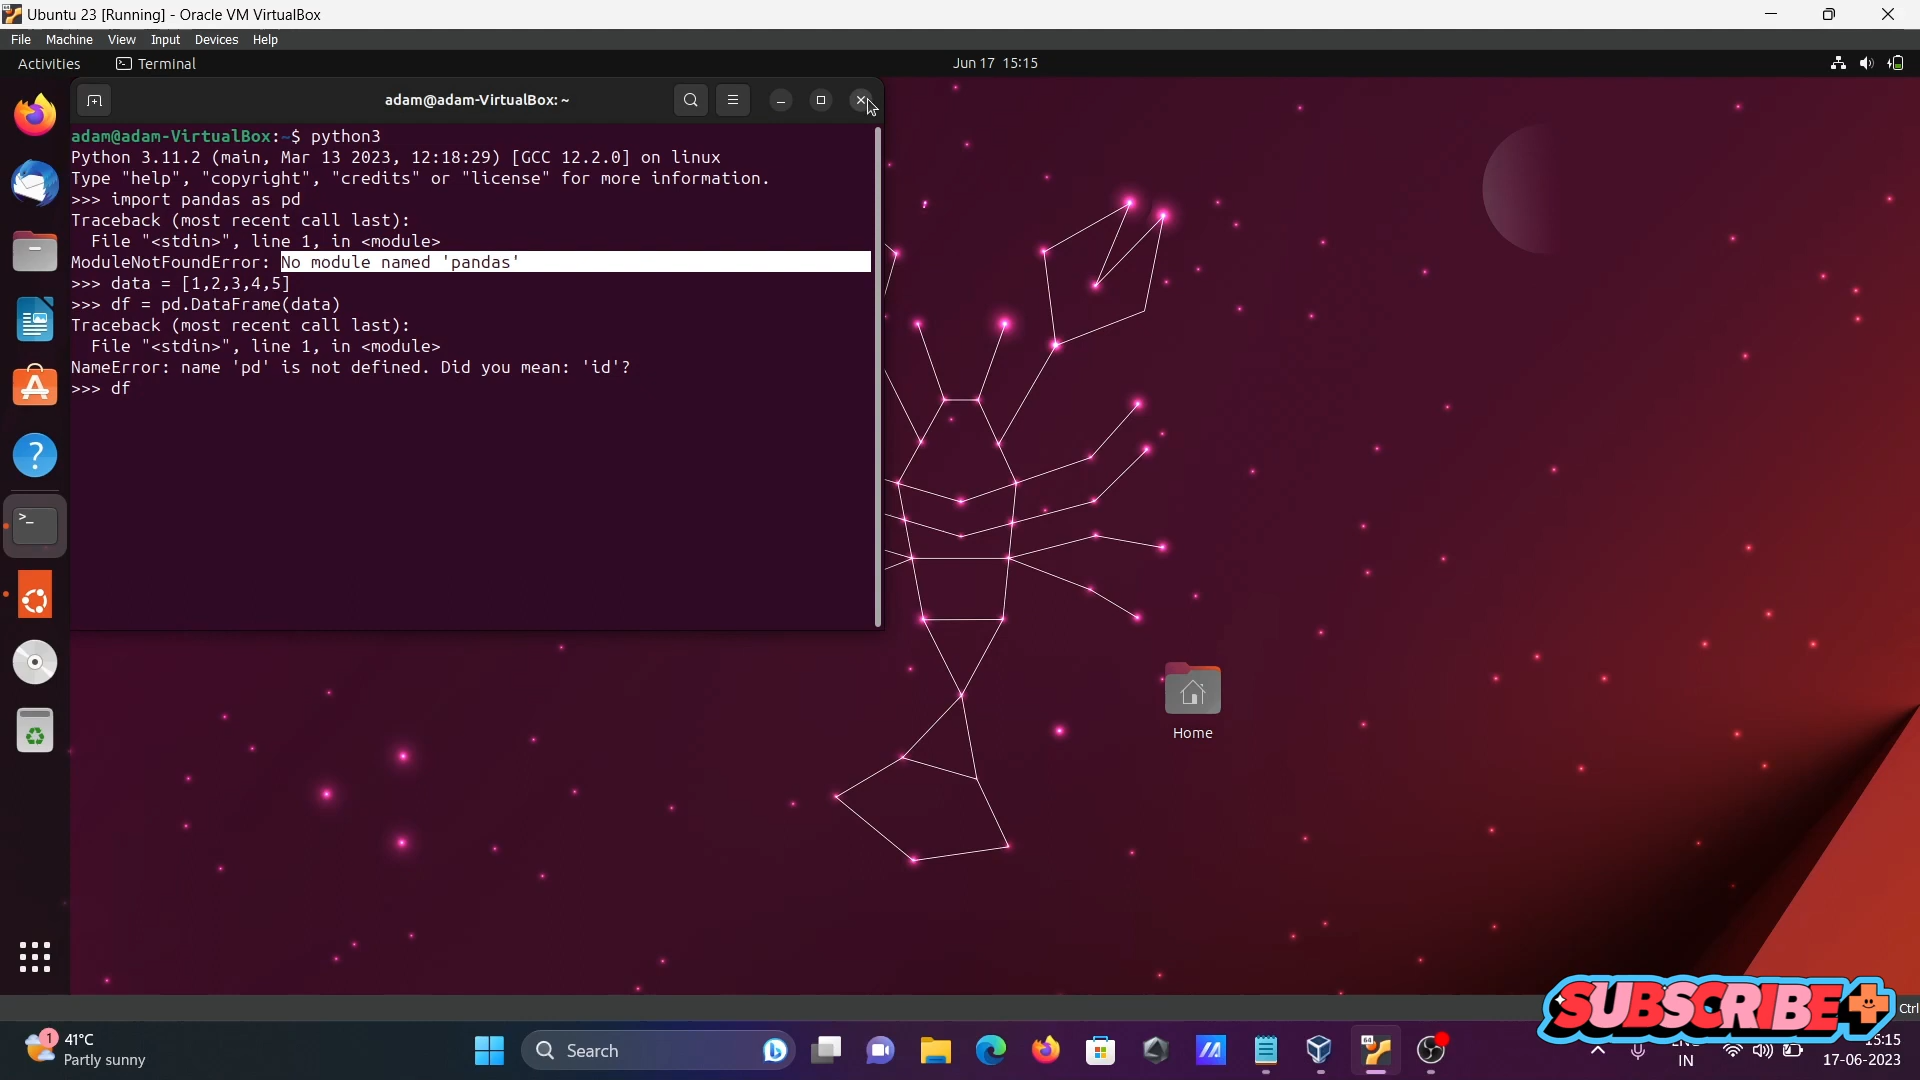 Ubuntu 23 [Running] - Oracle VM VirtualBox
File Machine View Input Devices Help
Activities Terminal Jun 17 15:15
adam@adam-VirtualBox: ~
adam@adam-VirtualBox:~$ python3
Python 3.11.2 (main, Mar 13 2023, 12:18:29) [GCC 12.2.0] on linux
Type "help", "copyright", "credits" or "license" for more information.
>>> import pandas as pd
Traceback (most recent call last):
File "<stdin>", line 1, in <module>
ModuleNotFoundError: No module named 'pandas'
>>> data = [1,2,3,4,5]
>>> df = pd.DataFrame(data)
Traceback (most recent call last):
File "<stdin>", line 1, in <module>
NameError: name 'pd' is not defined. Did you mean: 'id'?
>>> df
Home
SUBSCRIBE
Ctrl
1
41°C
Partly sunny
Search
64
IN
15:15
17-06-2023